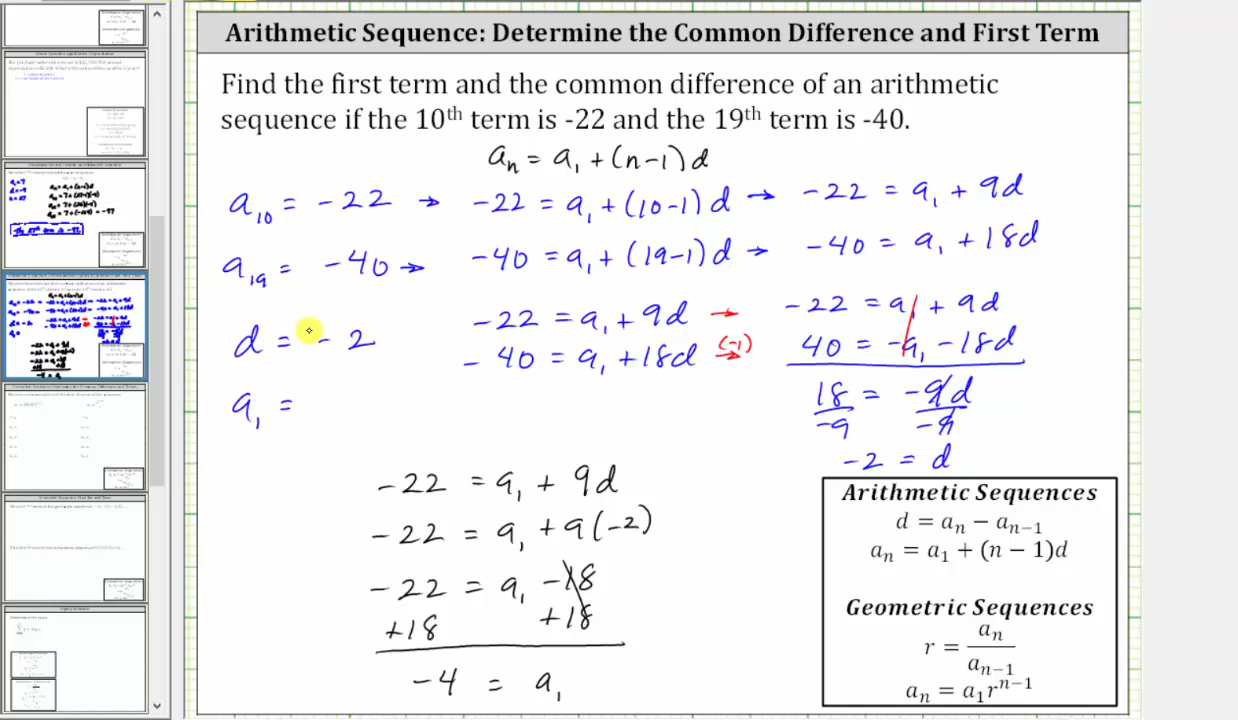 Arithmetic Sequence: Determine the Common Difference and First Term
Find the first term and the common difference of an arithmetic
sequence if the 10th term is -22 and the 19th term is -40.
aₙ = a₁ + (n-1)d
a₁₀ = -22 → -22 = a₁ + (10-1)d → -22 = a₁ + 9d
a₁₉ = -40 → -40 = a₁ + (19-1)d → -40 = a₁ + 18d
-22 = a₁ + 9d → -22 = a₁ + 9d
d = -2
-40 = a₁ + 18d (-1)→ 40 = -a₁ - 18d
a₁ =
18/-9 = -9d/-9
-2 = d
-22 = a₁ + 9d
-22 = a₁ + 9(-2)
-22 = a₁ -18
+18 +18
-4 = a₁
Arithmetic Sequences
d = aₙ − aₙ₋₁
aₙ = a₁ + (n − 1)d
Geometric Sequences
r = aₙ/aₙ₋₁
aₙ = a₁rⁿ⁻¹